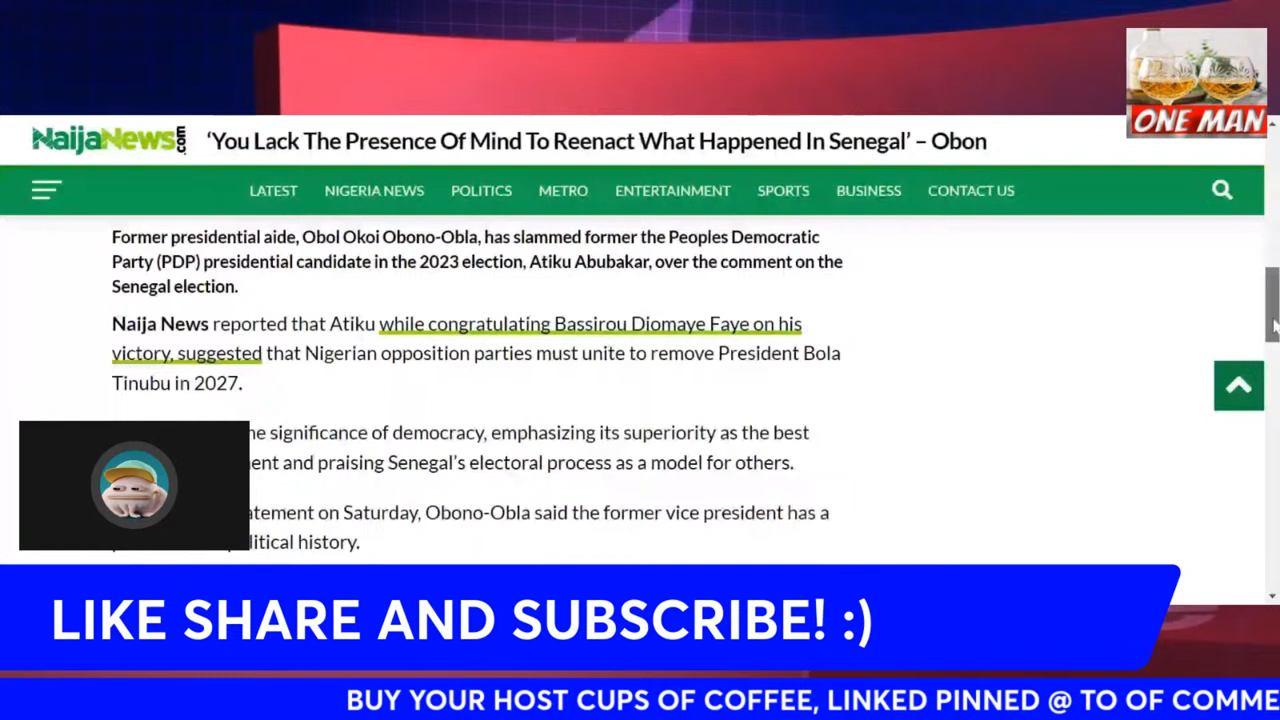 ONE MAN
NaijaNews.com
‘You Lack The Presence Of Mind To Reenact What Happened In Senegal’ – Obon
LATEST NIGERIA NEWS POLITICS METRO ENTERTAINMENT SPORTS BUSINESS CONTACT US
Former presidential aide, Obol Okoi Obono-Obla, has slammed former the Peoples Democratic
Party (PDP) presidential candidate in the 2023 election, Atiku Abubakar, over the comment on the
Senegal election.
Naija News reported that Atiku while congratulating Bassirou Diomaye Faye on his
victory, suggested that Nigerian opposition parties must unite to remove President Bola
Tinubu in 2027.
significance of democracy, emphasizing its superiority as the best
and praising Senegal’s electoral process as a model for others.
on Saturday, Obono-Obla said the former vice president has a
history.
LIKE SHARE AND SUBSCRIBE! :)
BUY YOUR HOST CUPS OF COFFEE, LINKED PINNED @ TO OF COMME